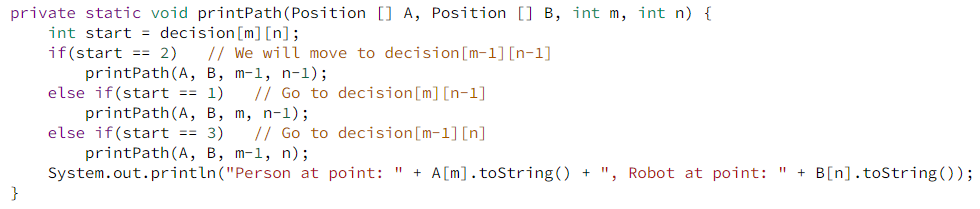 private static void printPath(Position [] A, Position [] B, int m, int n) {
    int start = decision[m][n];
    if(start == 2)   // We will move to decision[m-1][n-1]
        printPath(A, B, m-1, n-1);
    else if(start == 1)   // Go to decision[m][n-1]
        printPath(A, B, m, n-1);
    else if(start == 3)   // Go to decision[m-1][n]
        printPath(A, B, m-1, n);
    System.out.println("Person at point: " + A[m].toString() + ", Robot at point: " + B[n].toString());
}